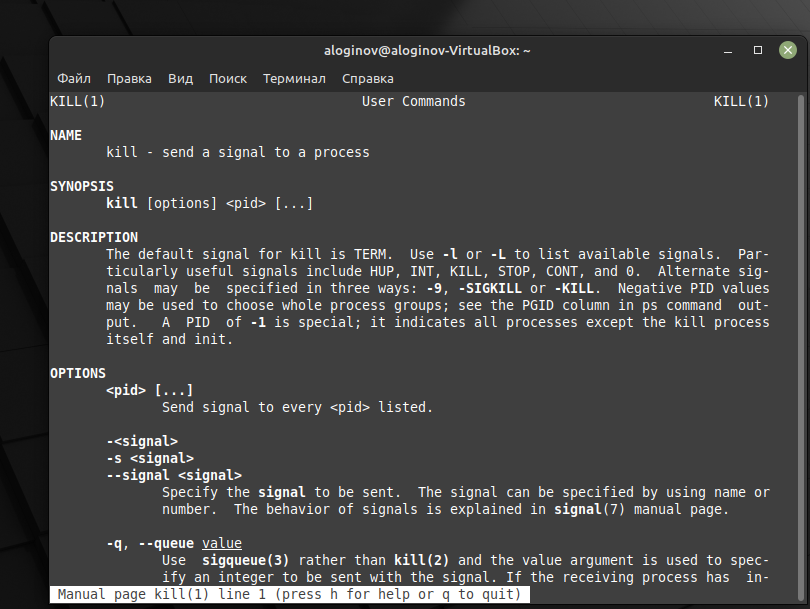 aloginov@aloginov-VirtualBox: ~
Файл Правка Вид Поиск Терминал Справка
KILL(1) User Commands KILL(1)
NAME
kill - send a signal to a process
SYNOPSIS
kill [options] <pid> [...]
DESCRIPTION
The default signal for kill is TERM. Use -l or -L to list available signals. Par-
ticularly useful signals include HUP, INT, KILL, STOP, CONT, and 0. Alternate sig-
nals may be specified in three ways: -9, -SIGKILL or -KILL. Negative PID values
may be used to choose whole process groups; see the PGID column in ps command out-
put. A PID of -1 is special; it indicates all processes except the kill process
itself and init.
OPTIONS
<pid> [...]
Send signal to every <pid> listed.
-<signal>
-s <signal>
--signal <signal>
Specify the signal to be sent. The signal can be specified by using name or
number. The behavior of signals is explained in signal(7) manual page.
-q, --queue value
Use sigqueue(3) rather than kill(2) and the value argument is used to spec-
ify an integer to be sent with the signal. If the receiving process has in-
Manual page kill(1) line 1 (press h for help or q to quit)